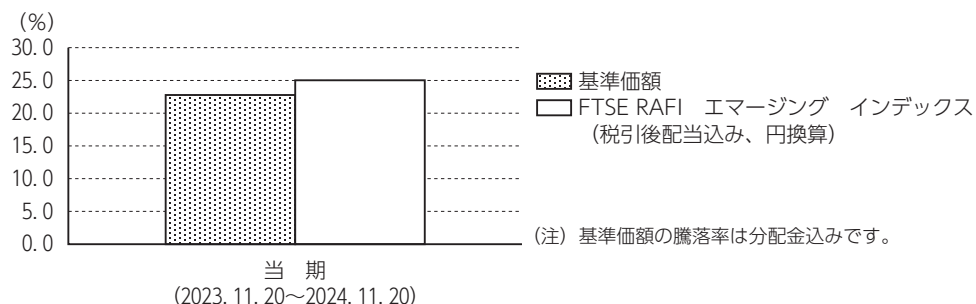 (%)
30.0
25.0
20.0
15.0
10.0
5.0
0.0
基準価額
FTSE RAFI　エマージング　インデックス
（税引後配当込み、円換算）
（注）基準価額の騰落率は分配金込みです。
当　期
(2023. 11. 20～2024. 11. 20)